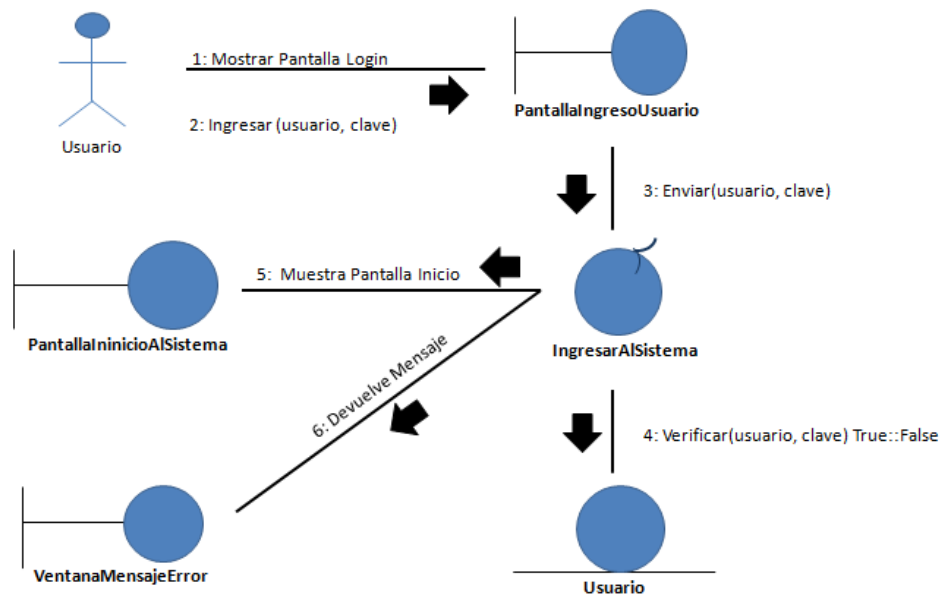 1: Mostrar Pantalla Login
PantallaIngresoUsuario
2: Ingresar (usuario, clave)
Usuario
3: Enviar(usuario, clave)
5: Muestra Pantalla Inicio
PantallaIninicioAlSistema
IngresarAlSistema
6: Devuelve Mensaje
4: Verificar(usuario, clave) True::False
VentanaMensajeError
Usuario